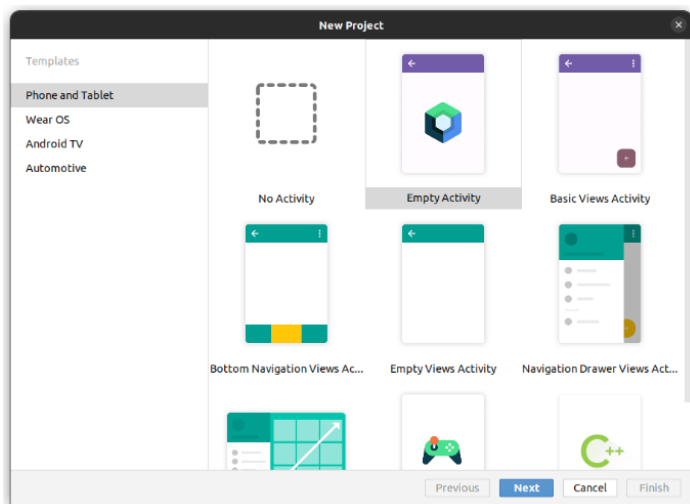 New Project
Templates
Phone and Tablet
Wear OS
Android TV
Automotive
No Activity
Empty Activity
Basic Views Activity
Bottom Navigation Views Ac...
Empty Views Activity
Navigation Drawer Views Act...
C++
Previous
Next
Cancel
Finish